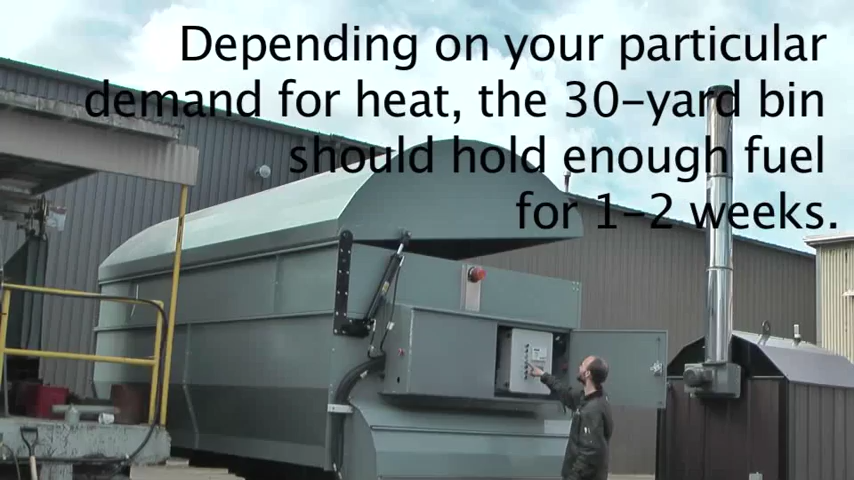 Depending on your particular
demand for heat, the 30-yard bin
should hold enough fuel
for 1-2 weeks.